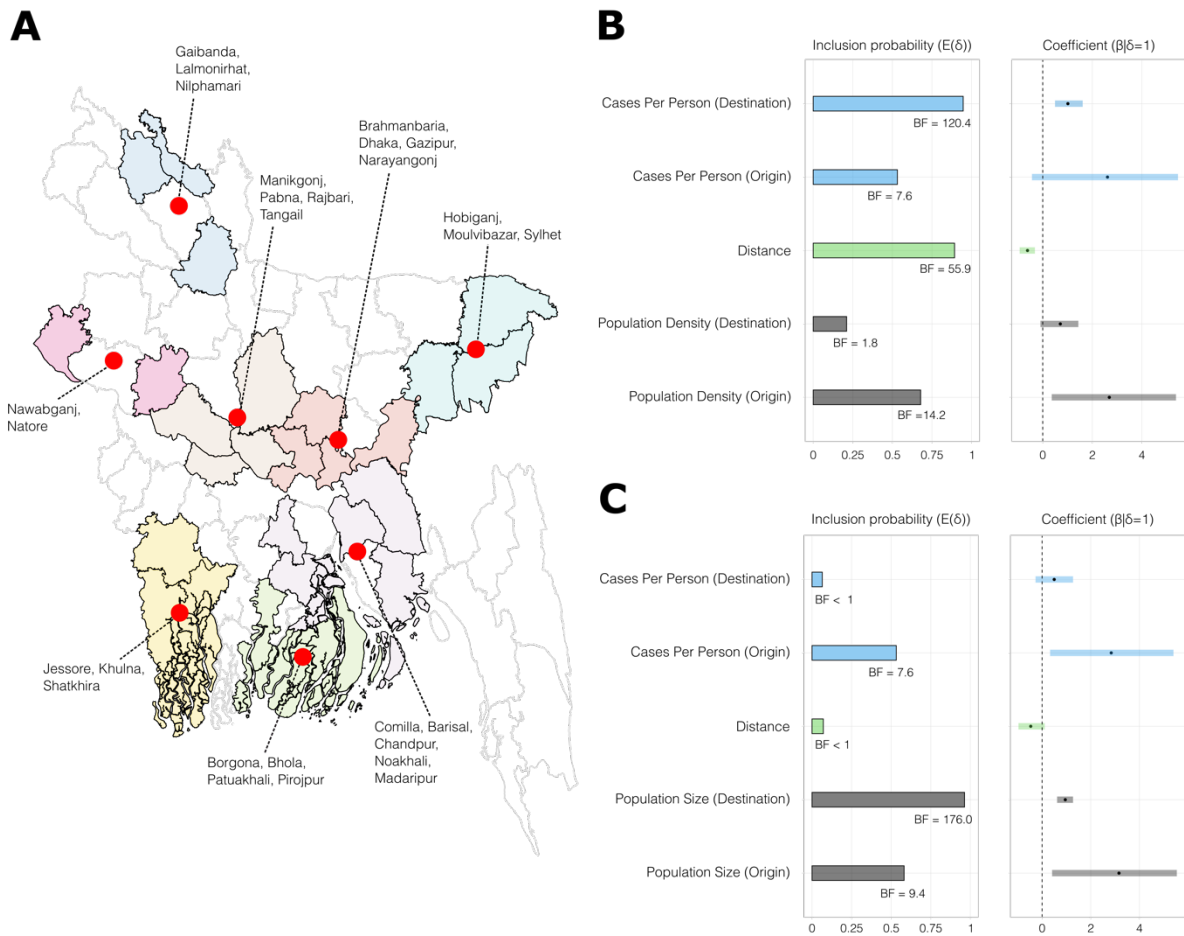 A
Gaibanda,
Lalmonirhat,
Nilphamari
Brahmanbaria,
Dhaka, Gazipur,
Narayangonj
Manikgonj,
Pabna, Rajbari,
Tangail
Hobiganj,
Moulvibazar, Sylhet
Nawabganj,
Natore
Jessore, Khulna,
Shatkhira
Borgona, Bhola,
Patuakhali, Pirojpur
Comilla, Barisal,
Chandpur,
Noakhali,
Madaripur
B
Inclusion probability (E(δ))
Coefficient (β|δ=1)
Cases Per Person (Destination)
BF = 120.4
Cases Per Person (Origin)
BF = 7.6
Distance
BF = 55.9
Population Density (Destination)
BF = 1.8
Population Density (Origin)
BF =14.2
0 0.25 0.5 0.75 1
0 2 4
C
Inclusion probability (E(δ))
Coefficient (β|δ=1)
Cases Per Person (Destination)
BF < 1
Cases Per Person (Origin)
BF = 7.6
Distance
BF < 1
Population Size (Destination)
BF = 176.0
Population Size (Origin)
BF = 9.4
0 0.25 0.5 0.75 1
0 2 4